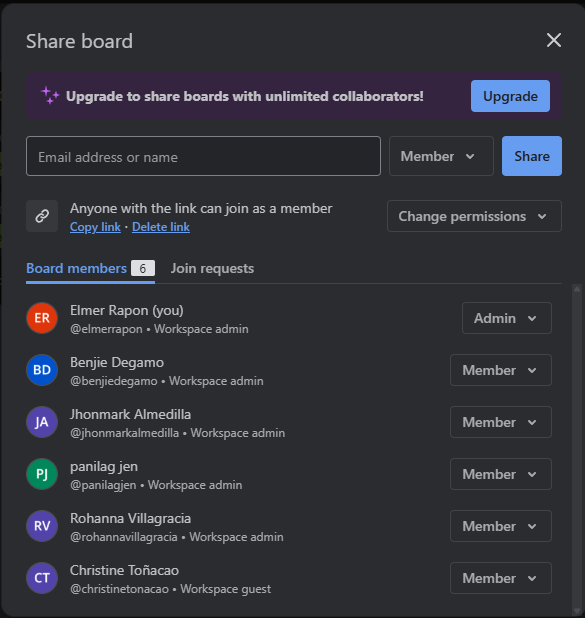 Share board
Upgrade to share boards with unlimited collaborators!
Upgrade
Email address or name
Member
Share
Anyone with the link can join as a member
Copy link · Delete link
Change permissions
Board members 6
Join requests
ER
Elmer Rapon (you)
@elmerrapon • Workspace admin
Admin
BD
Benjie Degamo
@benjiedegamo • Workspace admin
Member
JA
Jhonmark Almedilla
@jhonmarkalmedilla • Workspace admin
Member
PJ
panilag jen
@panilagjen • Workspace admin
Member
RV
Rohanna Villagracia
@rohannavillagracia • Workspace admin
Member
CT
Christine Toñacao
@christinetonacao • Workspace guest
Member